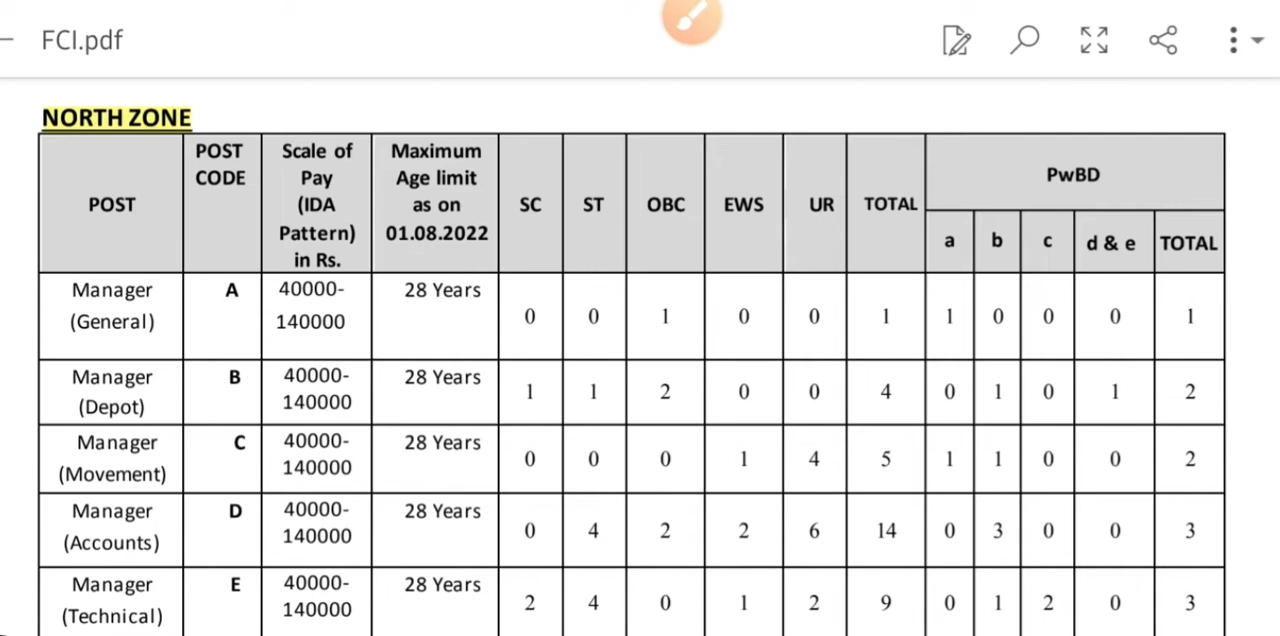 FCI.pdf
NORTH ZONE
POST POST CODE Scale of Pay (IDA Pattern) in Rs. Maximum Age limit as on 01.08.2022 SC ST OBC EWS UR TOTAL PwBD
a b c d & e TOTAL
Manager (General) A 40000-140000 28 Years 0 0 1 0 0 1 1 0 0 0 1
Manager (Depot) B 40000-140000 28 Years 1 1 2 0 0 4 0 1 0 1 2
Manager (Movement) C 40000-140000 28 Years 0 0 0 1 4 5 1 1 0 0 2
Manager (Accounts) D 40000-140000 28 Years 0 4 2 2 6 14 0 3 0 0 3
Manager (Technical) E 40000-140000 28 Years 2 4 0 1 2 9 0 1 2 0 3